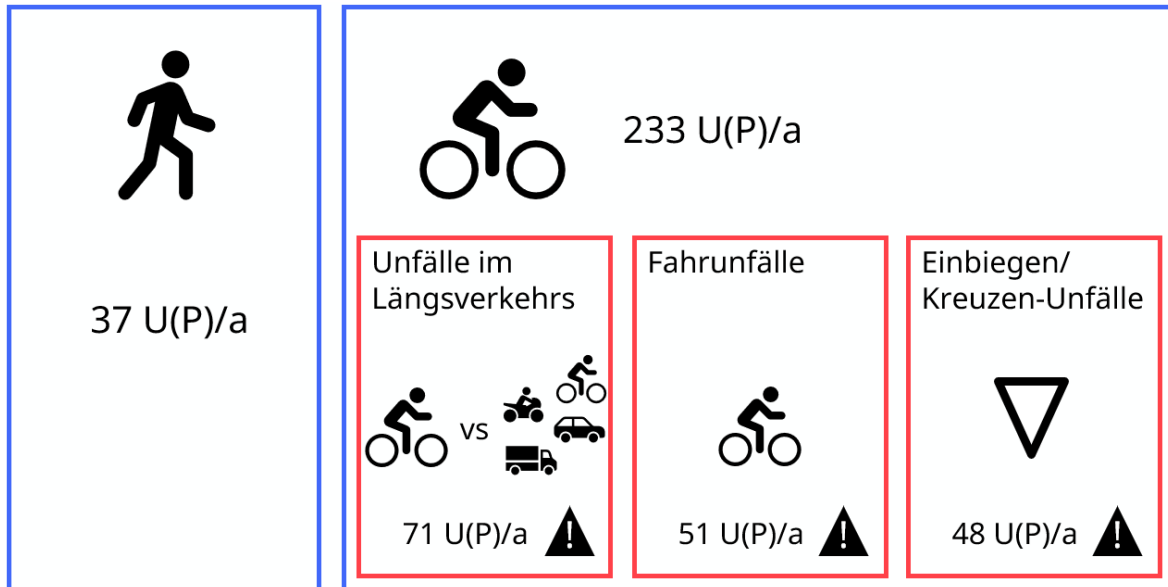 37 U(P)/a
233 U(P)/a
Unfälle im
Längsverkehrs
vs
71 U(P)/a
!
Fahrunfälle
51 U(P)/a
!
Einbiegen/
Kreuzen-Unfälle
48 U(P)/a
!